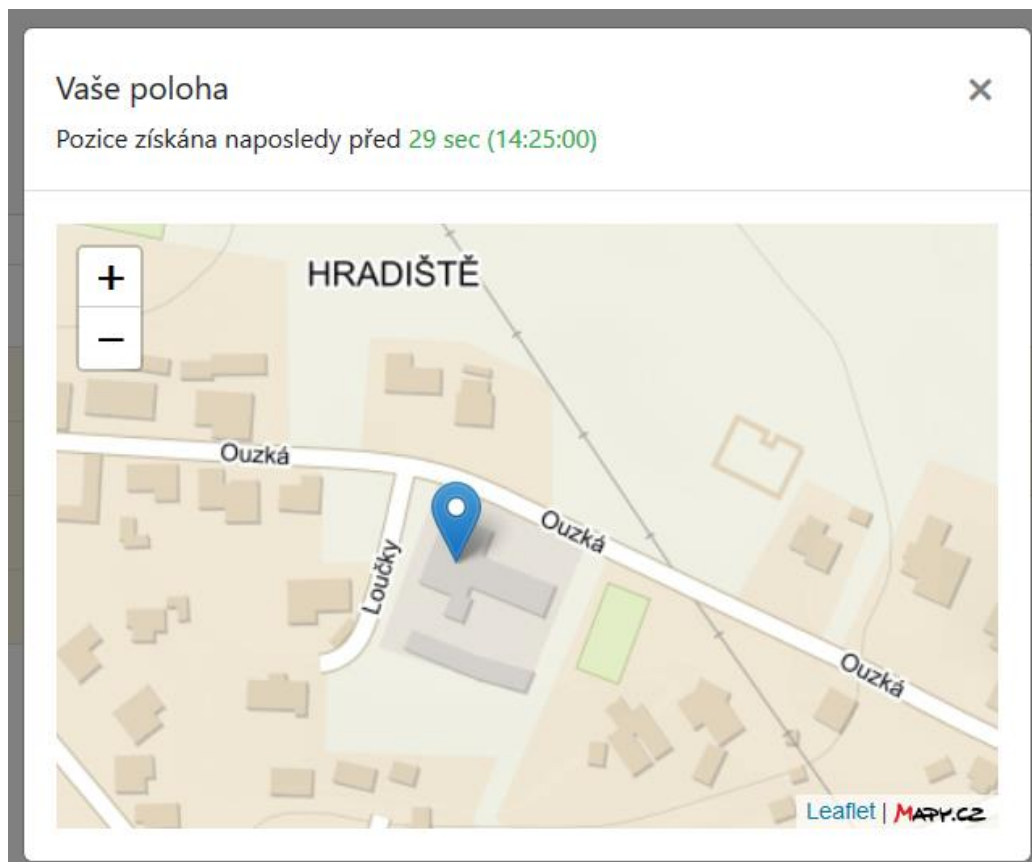 Vaše poloha
×
Pozice získána naposledy před 29 sec (14:25:00)
+
−
HRADIŠTĚ
Ouzká
Ouzká
Loučky
Ouzká
Leaflet | MAPY.CZ